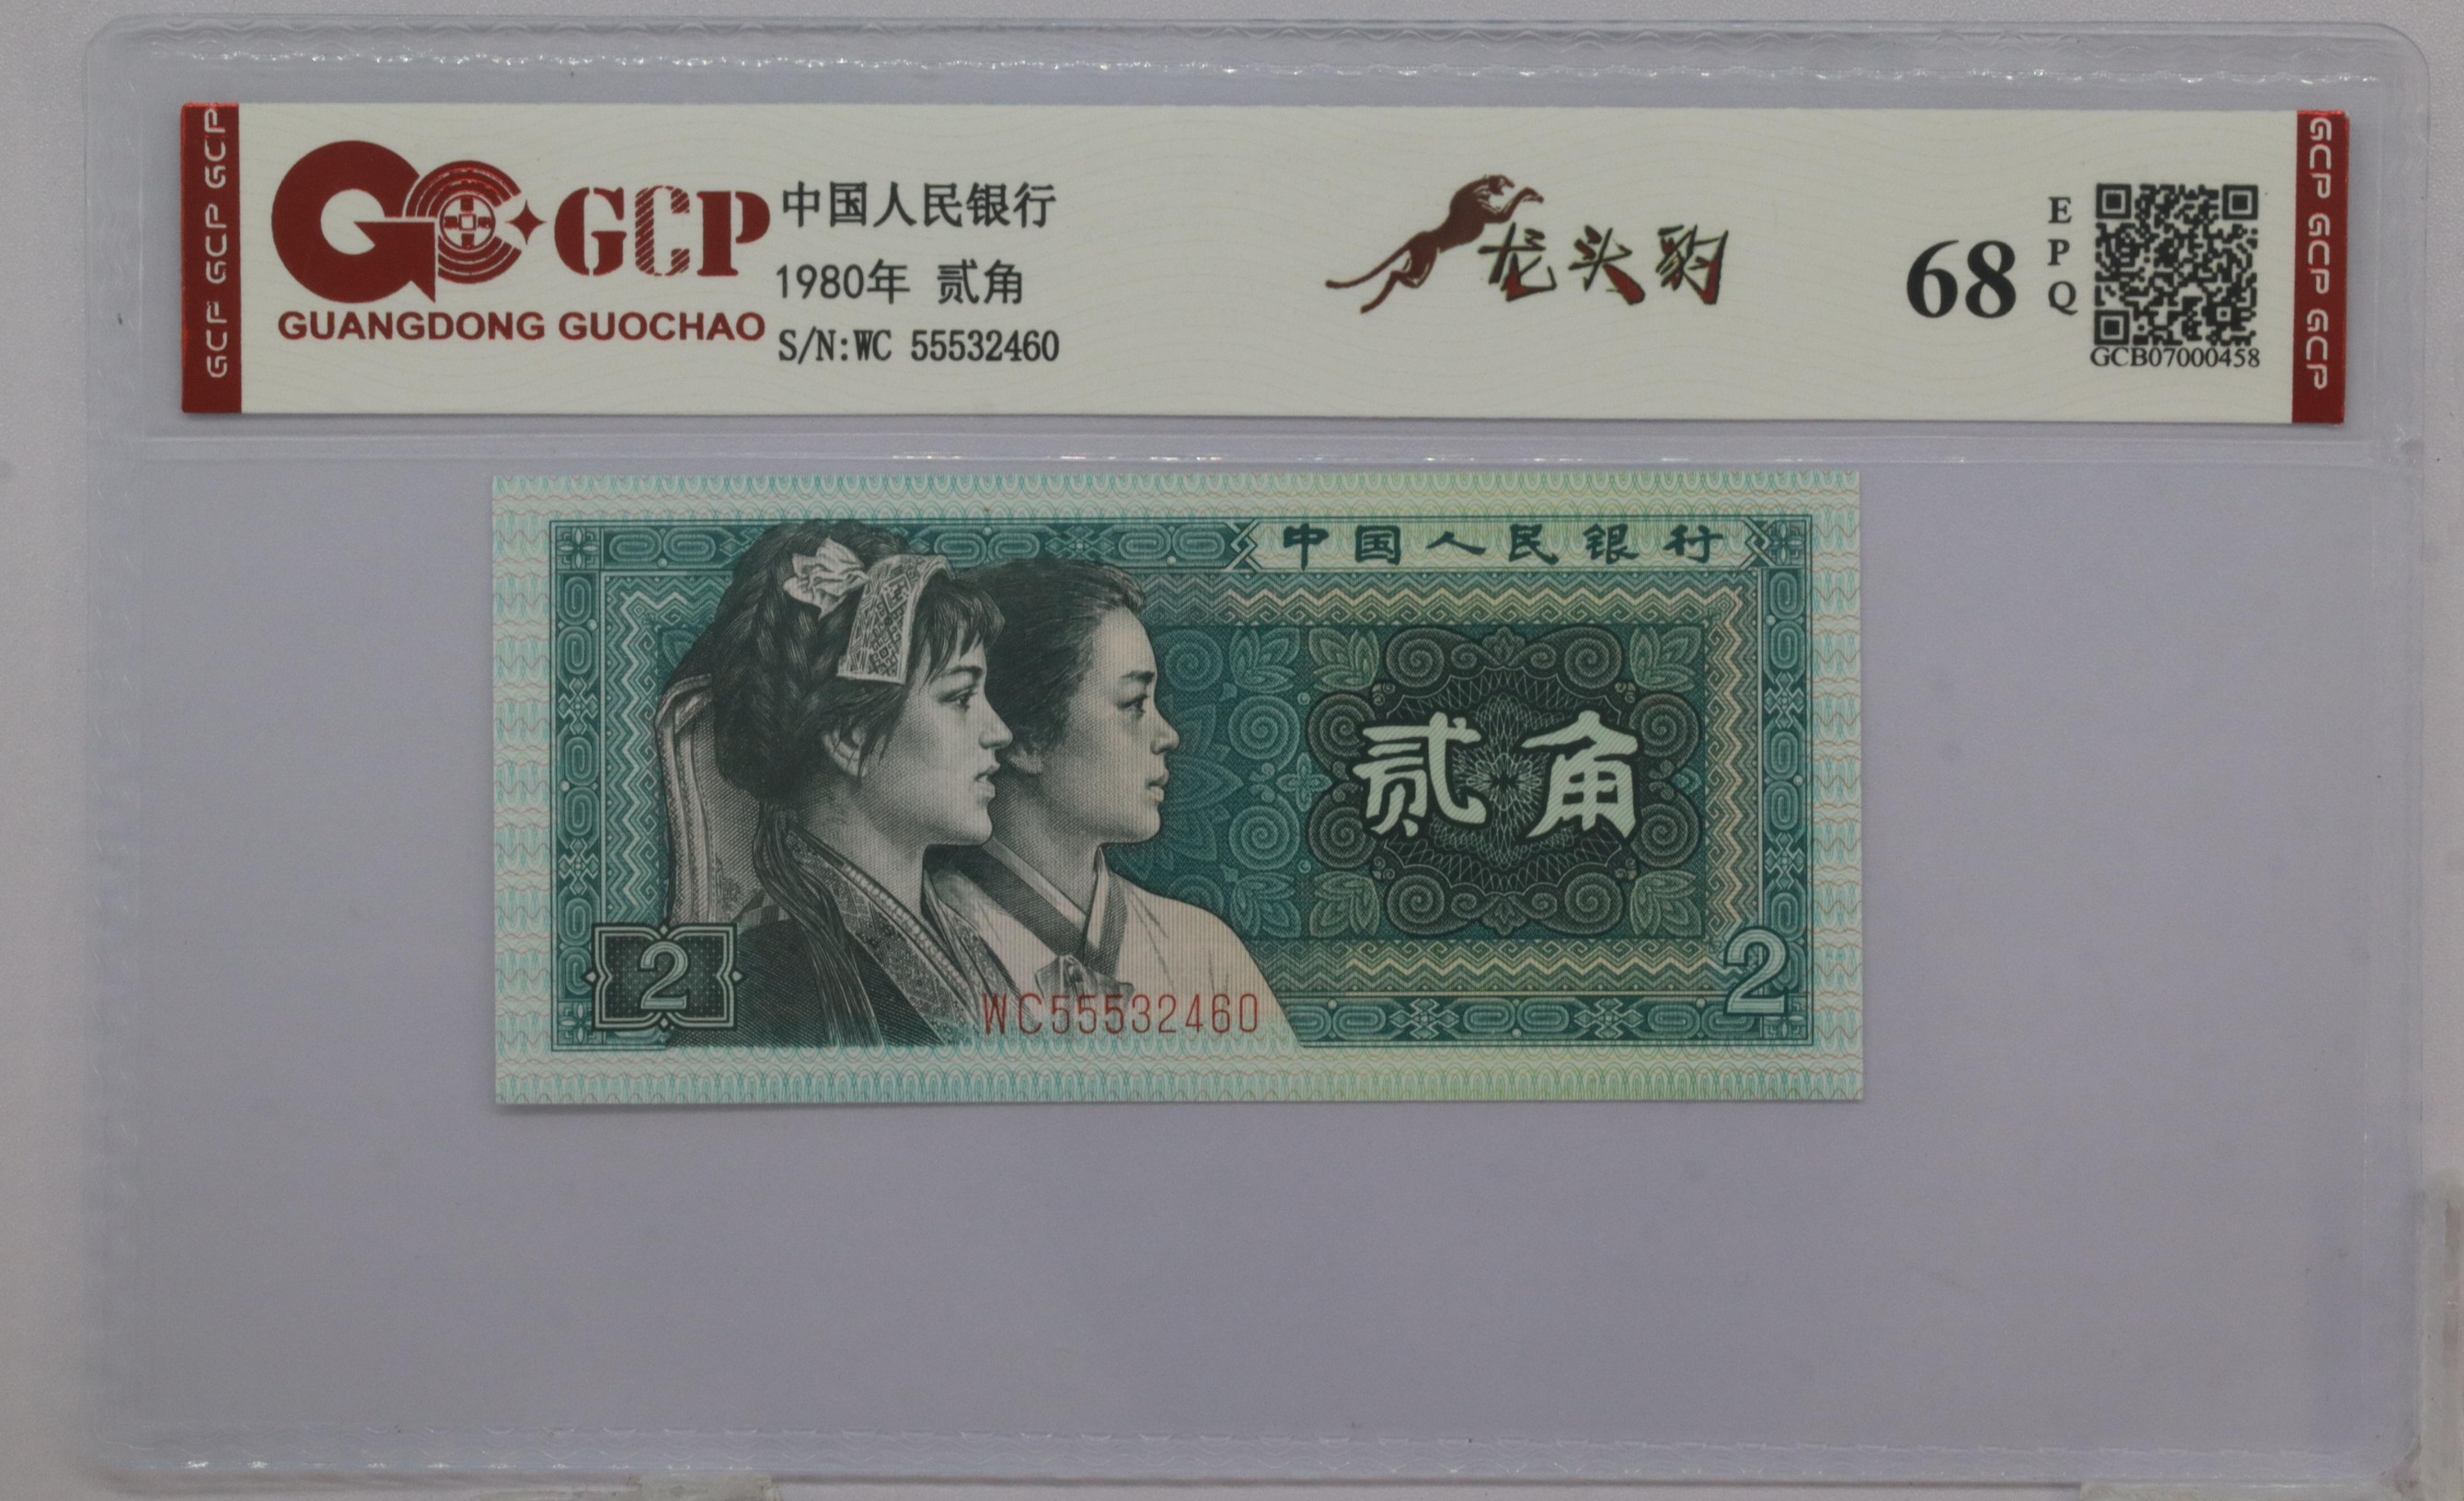 GCP GCP GCP
GCP
GUANGDONG GUOCHAO
中国人民银行
1980年 贰角
S/N:WC 55532460
龙头豹
68
EPQ
GCB07000458
GCP GCP GCP
中国人民银行
贰角
2
WC55532460
2